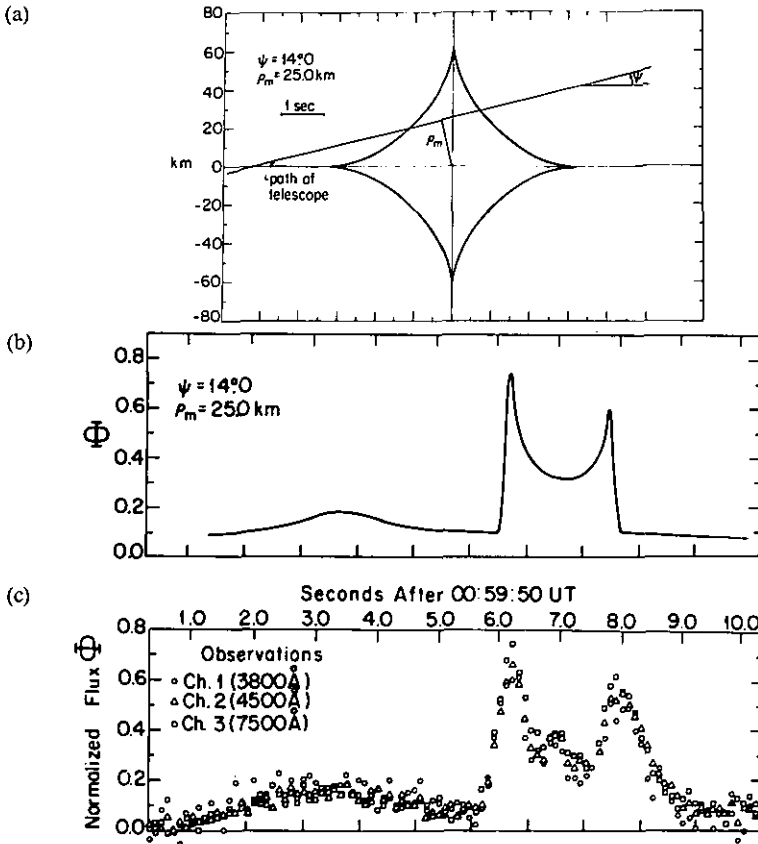 (a)
80
60
40
20
km 0
-20
-40
-60
-80
ψ = 14°.0
ρm = 25.0 km
1 sec
ρm
ψ
path of
telescope
(b)
Φ
0.8
0.6
0.4
0.2
0.0
ψ = 14°.0
ρm = 25.0 km
(c)
Seconds After 00:59:50 UT
1.0 2.0 3.0 4.0 5.0 6.0 7.0 8.0 9.0 10.0
Normalized Flux Φ
0.8
0.6
0.4
0.2
0.0
Observations
○ Ch. 1 (3800Å)
△ Ch. 2 (4500Å)
○ Ch. 3 (7500Å)